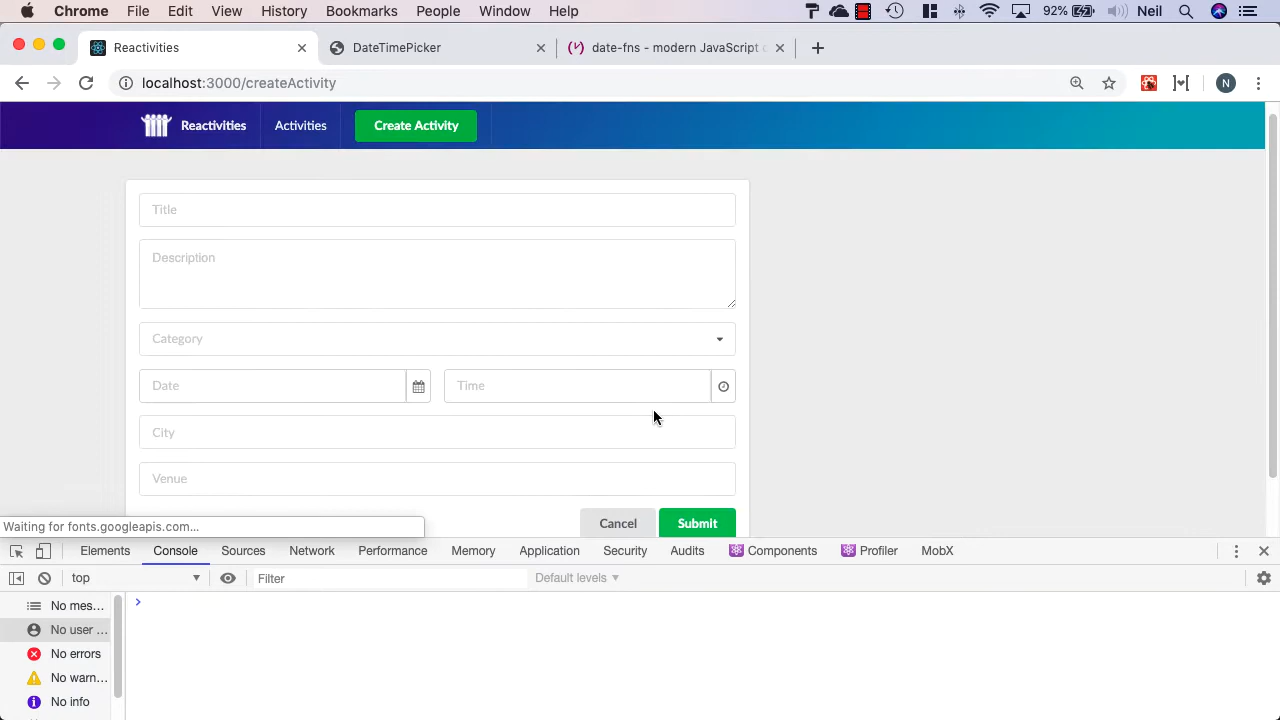 Chrome File Edit View History Bookmarks People Window Help 92% Neil
Reactivities DateTimePicker date-fns - modern JavaScript
localhost:3000/createActivity N
Reactivities Activities Create Activity
Title
Description
Category
Date Time
City
Venue
Cancel Submit
Waiting for fonts.googleapis.com...
Elements Console Sources Network Performance Memory Application Security Audits Components Profiler MobX
top Filter Default levels
No mes...
No user ...
No errors
No warn...
No info